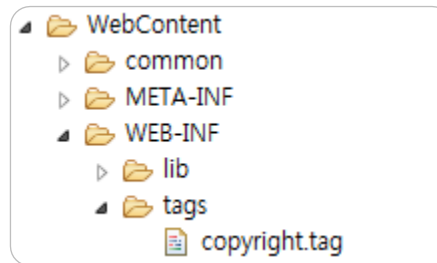 WebContent
common
META-INF
WEB-INF
lib
tags
copyright.tag